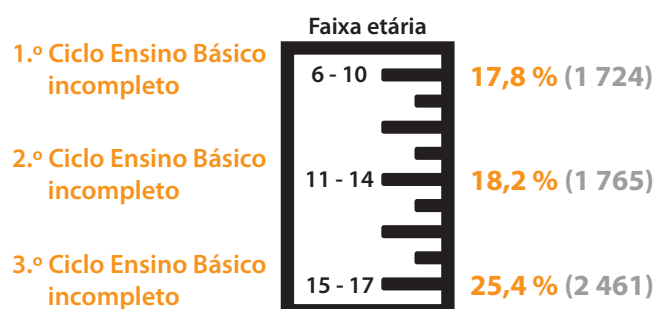 Faixa etária
1.º Ciclo Ensino Básico
incompleto
6 - 10
17,8 % (1 724)
2.º Ciclo Ensino Básico
incompleto
11 - 14
18,2 % (1 765)
3.º Ciclo Ensino Básico
incompleto
15 - 17
25,4 % (2 461)